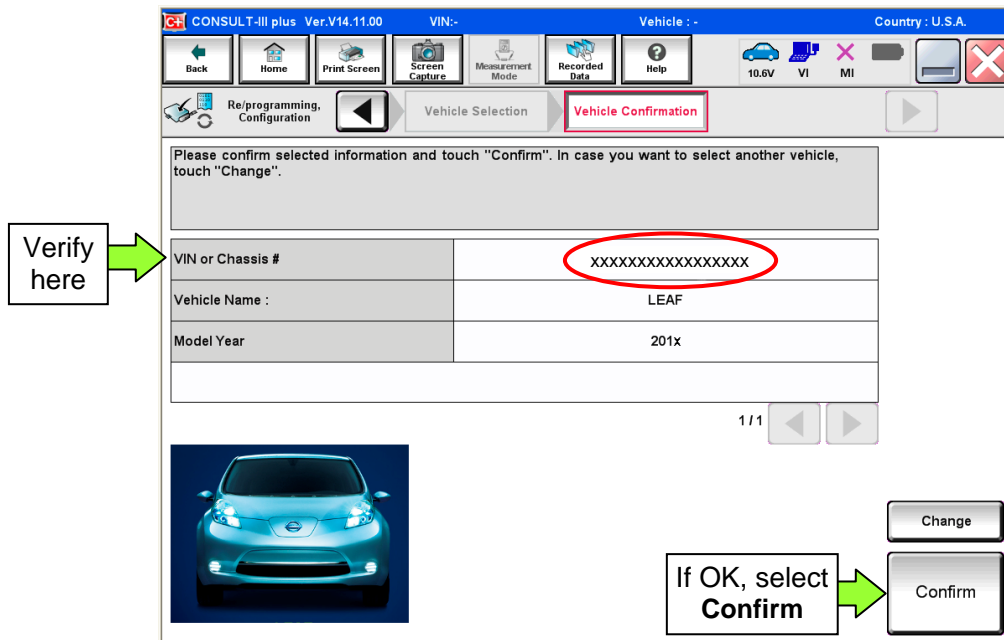 CONSULT-III plus Ver.V14.11.00 VIN:- Vehicle : - Country : U.S.A.
Back Home Print Screen Screen Capture Measurement Mode Recorded Data Help 10.6V VI MI
Re/programming, Configuration Vehicle Selection Vehicle Confirmation
Please confirm selected information and touch "Confirm". In case you want to select another vehicle,
touch "Change".
Verify
here
VIN or Chassis # XXXXXXXXXXXXXXXXX
Vehicle Name : LEAF
Model Year 201x
1 / 1
Change
If OK, select
Confirm
Confirm